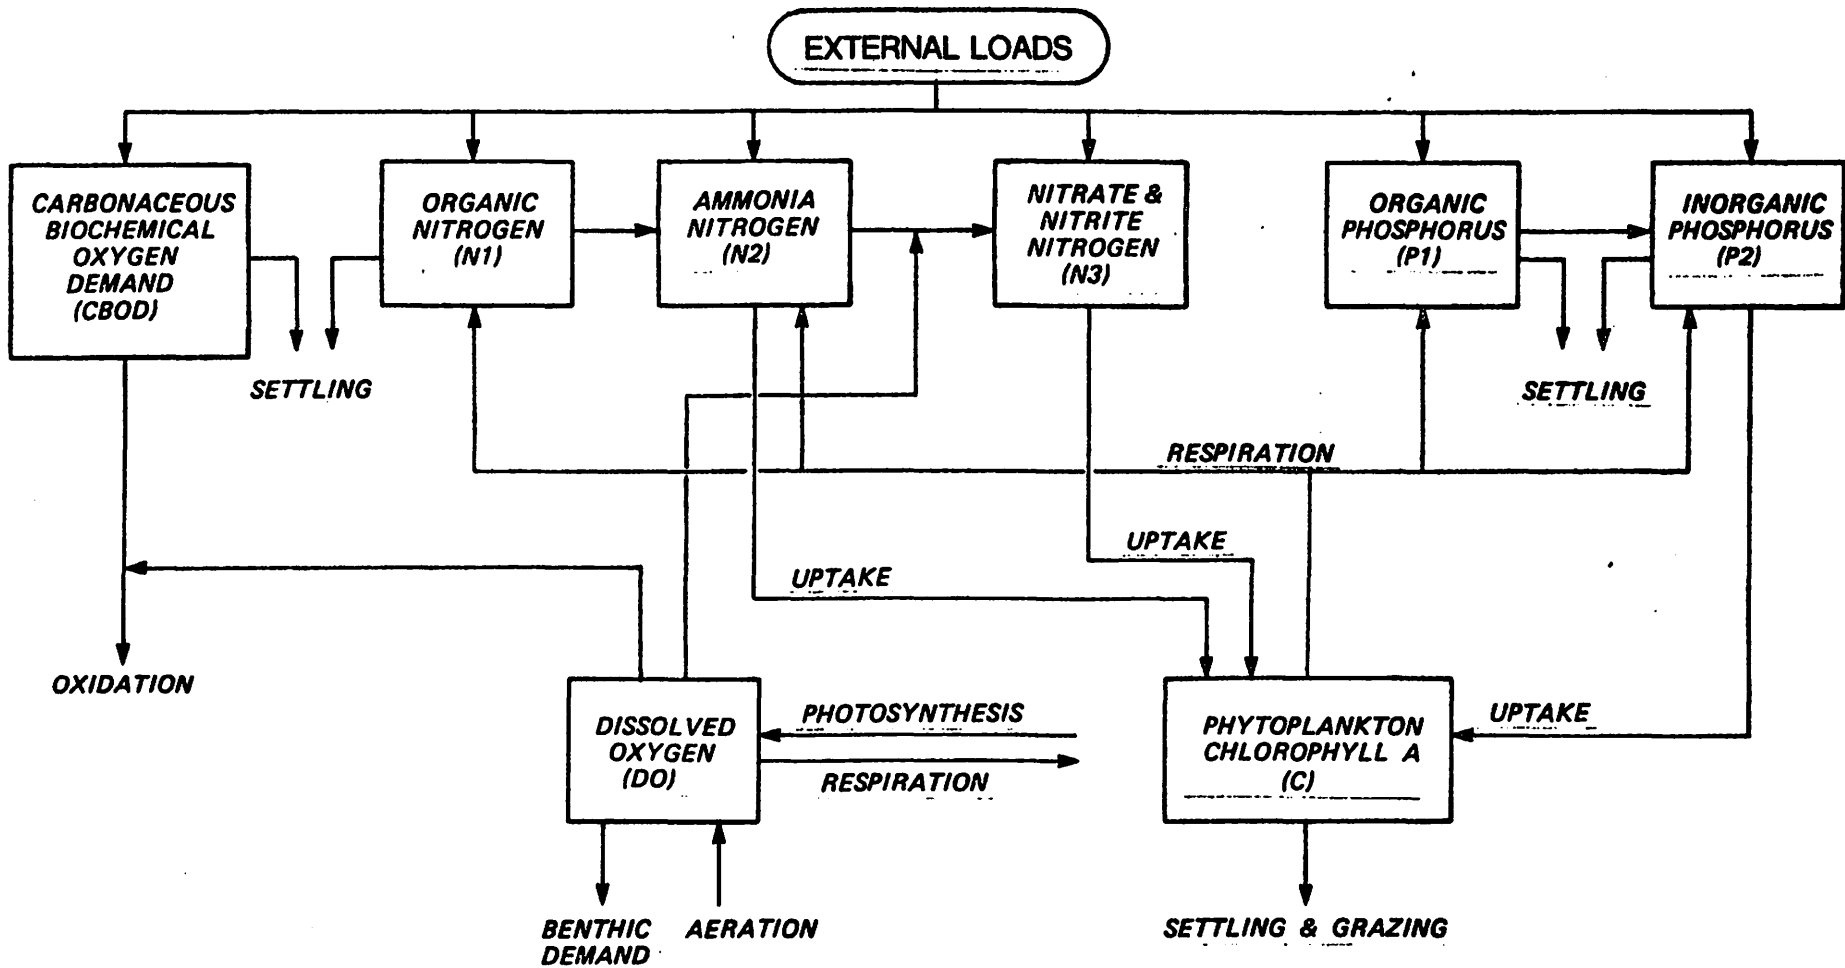 EXTERNAL LOADS
CARBONACEOUS
BIOCHEMICAL
OXYGEN
DEMAND
(CBOD)
ORGANIC
NITROGEN
(N1)
AMMONIA
NITROGEN
(N2)
NITRATE &
NITRITE
NITROGEN
(N3)
ORGANIC
PHOSPHORUS
(P1)
INORGANIC
PHOSPHORUS
(P2)
SETTLING
SETTLING
RESPIRATION
UPTAKE
UPTAKE
OXIDATION
DISSOLVED
OXYGEN
(DO)
PHOTOSYNTHESIS
RESPIRATION
PHYTOPLANKTON
CHLOROPHYLL A
(C)
UPTAKE
BENTHIC
DEMAND
AERATION
SETTLING & GRAZING